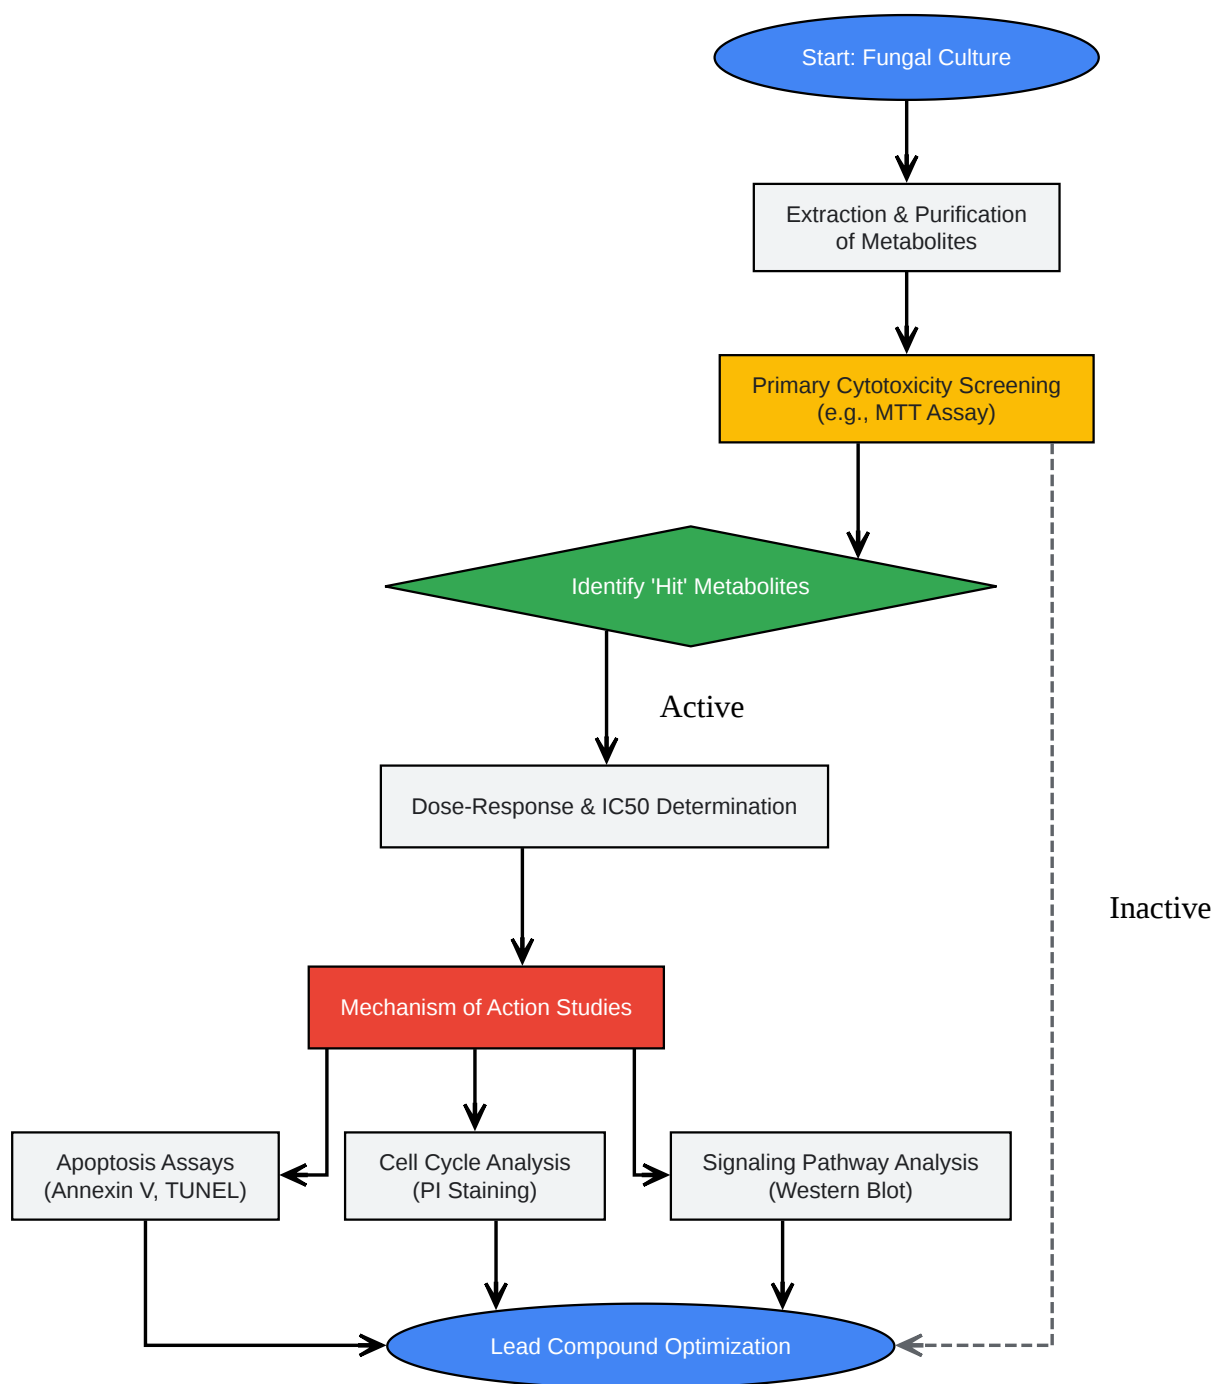 Start: Fungal Culture
Extraction & Purification
of Metabolites
Primary Cytotoxicity Screening
(e.g., MTT Assay)
Identify 'Hit' Metabolites
Active
Dose-Response & IC50 Determination
Inactive
Mechanism of Action Studies
Apoptosis Assays
(Annexin V, TUNEL)
Cell Cycle Analysis
(PI Staining)
Signaling Pathway Analysis
(Western Blot)
Lead Compound Optimization